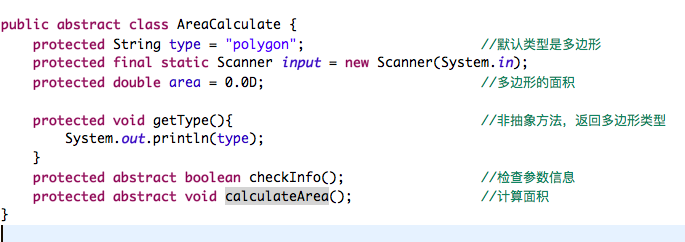 public abstract class AreaCalculate {
    protected String type = "polygon"; //默认类型是多边形
    protected final static Scanner input = new Scanner(System.in);
    protected double area = 0.0D; //多边形的面积
    protected void getType(){ //非抽象方法，返回多边形类型
        System.out.println(type);
    }
    protected abstract boolean checkInfo(); //检查参数信息
    protected abstract void calculateArea(); //计算面积
}